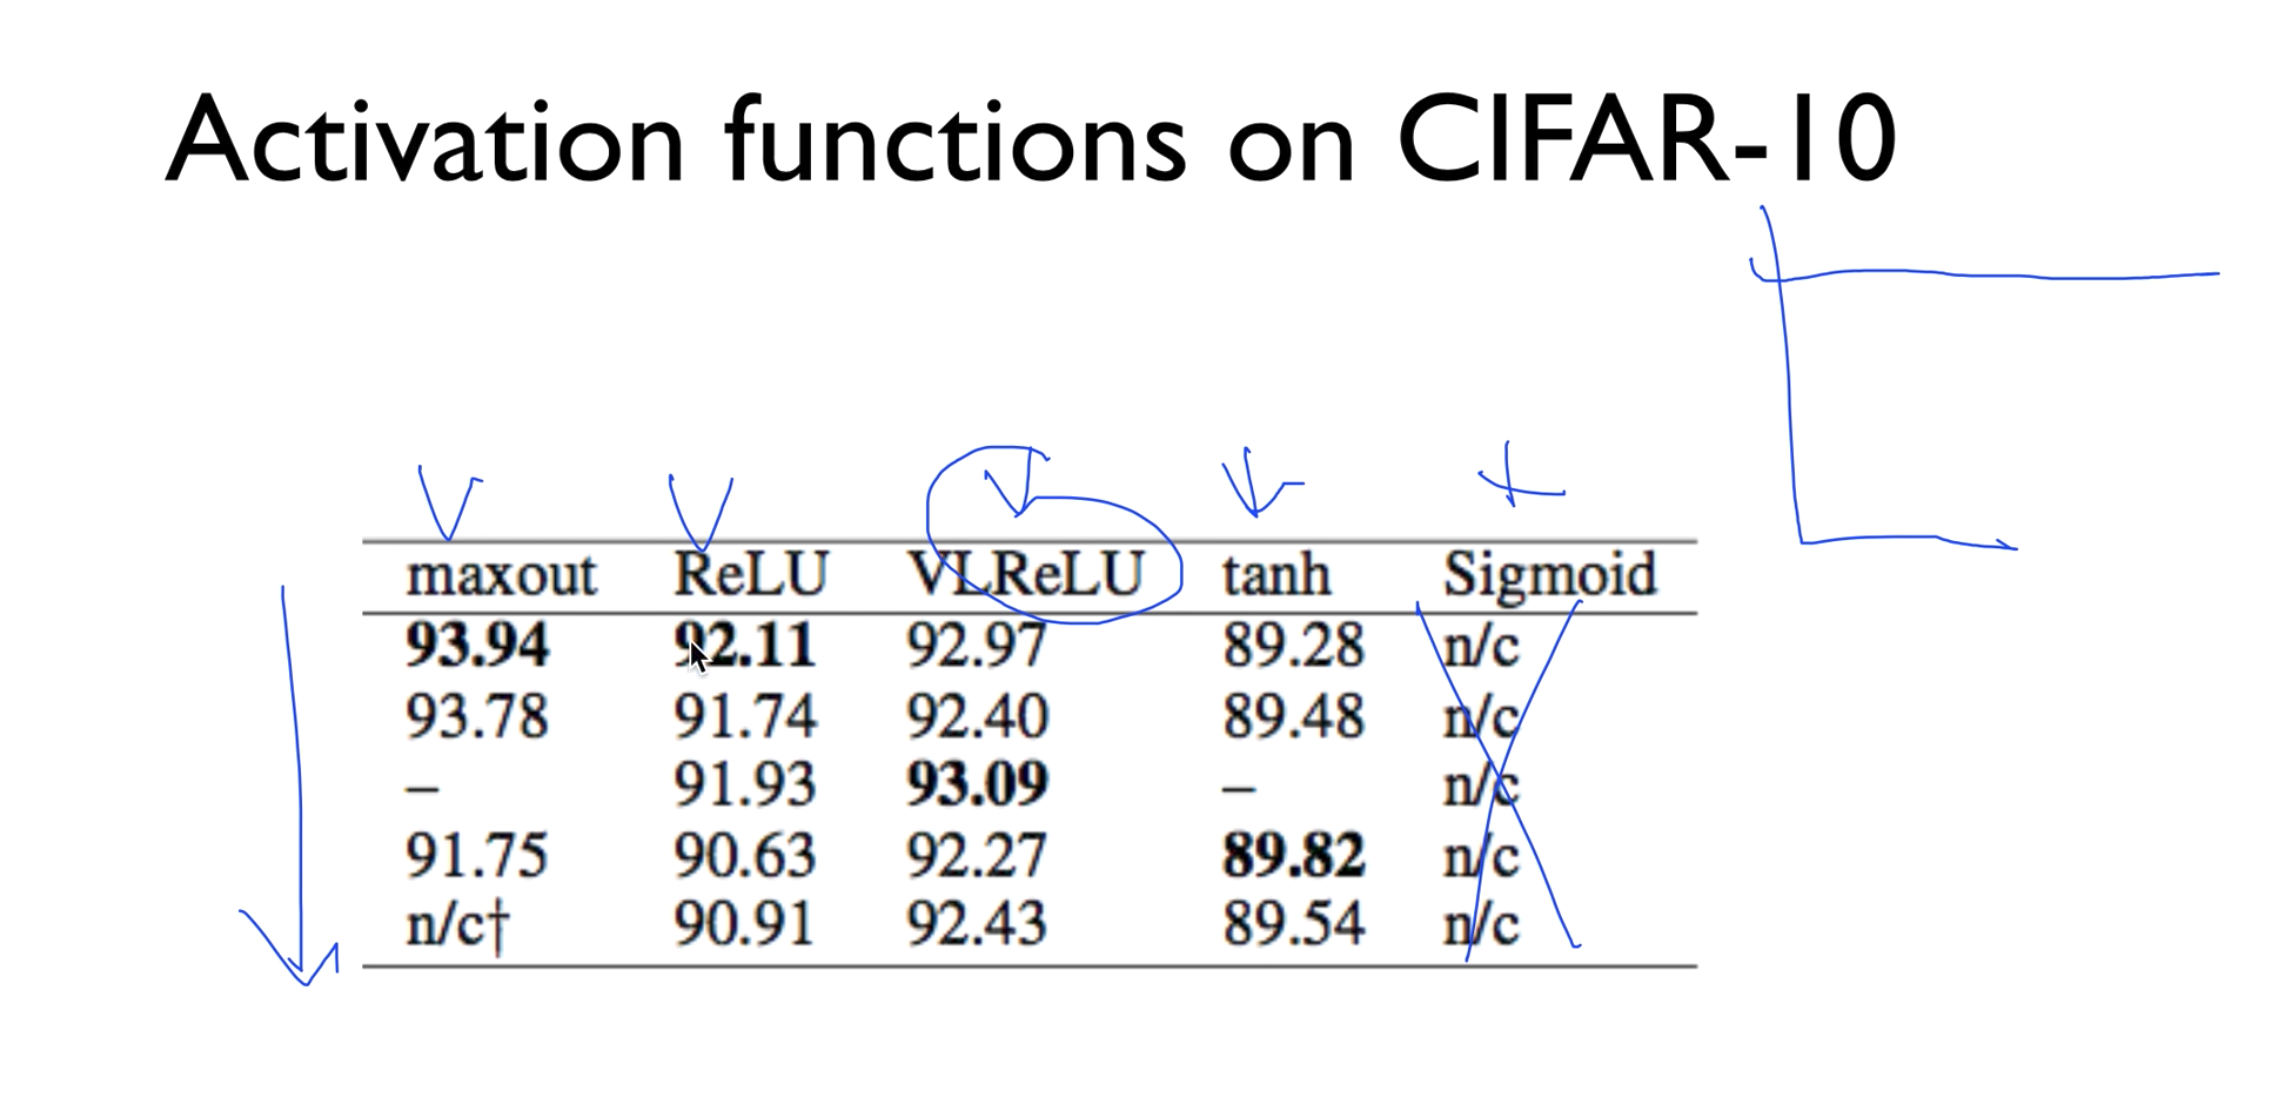 Activation functions on CIFAR-10
maxout ReLU VLReLU tanh Sigmoid
93.94 92.11 92.97 89.28 n/c
93.78 91.74 92.40 89.48 n/c
– 91.93 93.09 – n/c
91.75 90.63 92.27 89.82 n/c
n/c† 90.91 92.43 89.54 n/c